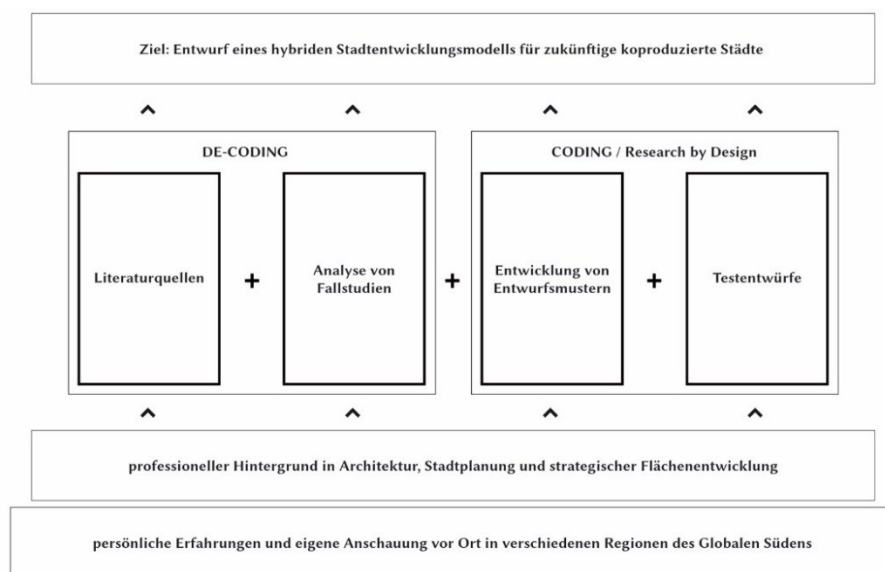 Ziel: Entwurf eines hybriden Stadtentwicklungsmodells für zukünftige koproduzierte Städte
DE-CODING
CODING / Research by Design
Literaturquellen
+
Analyse von
Fallstudien
+
Entwicklung von
Entwurfsmustern
+
Testentwürfe
professioneller Hintergrund in Architektur, Stadtplanung und strategischer Flächenentwicklung
persönliche Erfahrungen und eigene Anschauung vor Ort in verschiedenen Regionen des Globalen Südens